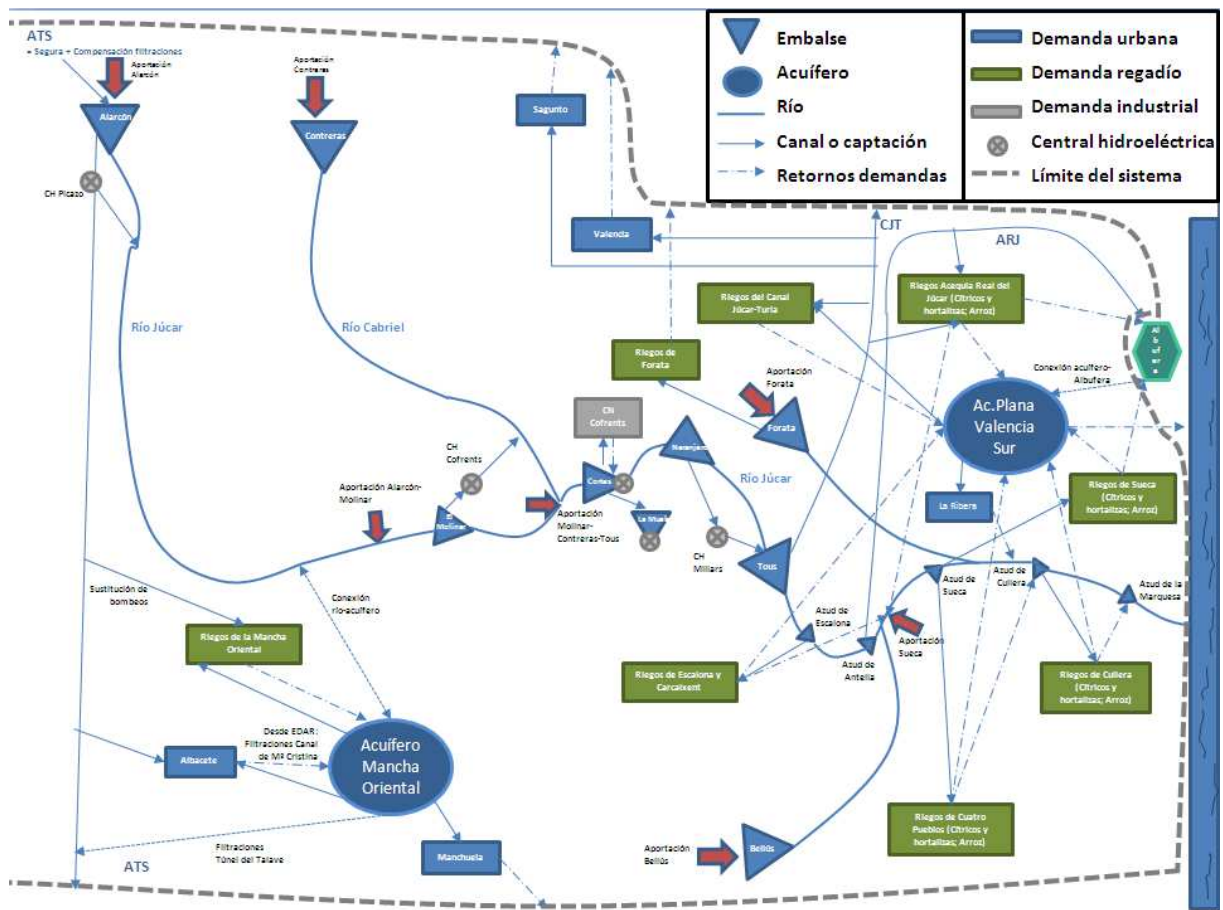 ATS
= Segura + Compensación filtraciones
Aportación
Alarcón
Alarcón
CH Picazo
Aportación
Contreras
Contreras
Sagunto
Valencia
Embalse
Acuífero
Río
Canal o captación
Retornos demandas
Demanda urbana
Demanda regadío
Demanda industrial
Central hidroeléctrica
Límite del sistema
CJT
ARJ
Río Júcar
Río Cabriel
Riegos del Canal
Júcar-Turia
Riegos Acequia Real del
Júcar (Cítricos y
hortalizas; Arroz)
Al
b
uf
er
a
Riegos de
Forata
Aportación
Forata
Forata
Conexión acuífero-
Albufera
Ac.Plana
Valencia
Sur
CN
Cofrents
CH
Cofrents
Cortes
Naranjero
Río Júcar
La Muela
Aportación Alarcón-
Molinar
El
Molinar
Aportación
Molinar-
Contreras-Tous
CH
Millars
Tous
La Ribera
Riegos de Sueca
(Cítricos y
hortalizas; Arroz)
Azud de
Sueca
Azud de
Cullera
Azud de la
Marquesa
Sustitución de
bombeos
Conexión
río-acuífero
Azud de
Escalona
Azud de
Antella
Aportación
Sueca
Riegos de la Mancha
Oriental
Riegos de Escalona y
Carcaixent
Riegos de Cullera
(Cítricos y
hortalizas; Arroz)
Desde EDAR:
Filtraciones Canal
de Mª Cristina
Albacete
Acuífero
Mancha
Oriental
Riegos de Cuatro
Pueblos (Cítricos y
hortalizas; Arroz)
Filtraciones
Túnel del Talave
Manchuela
Aportación
Bellús
Bellús
ATS